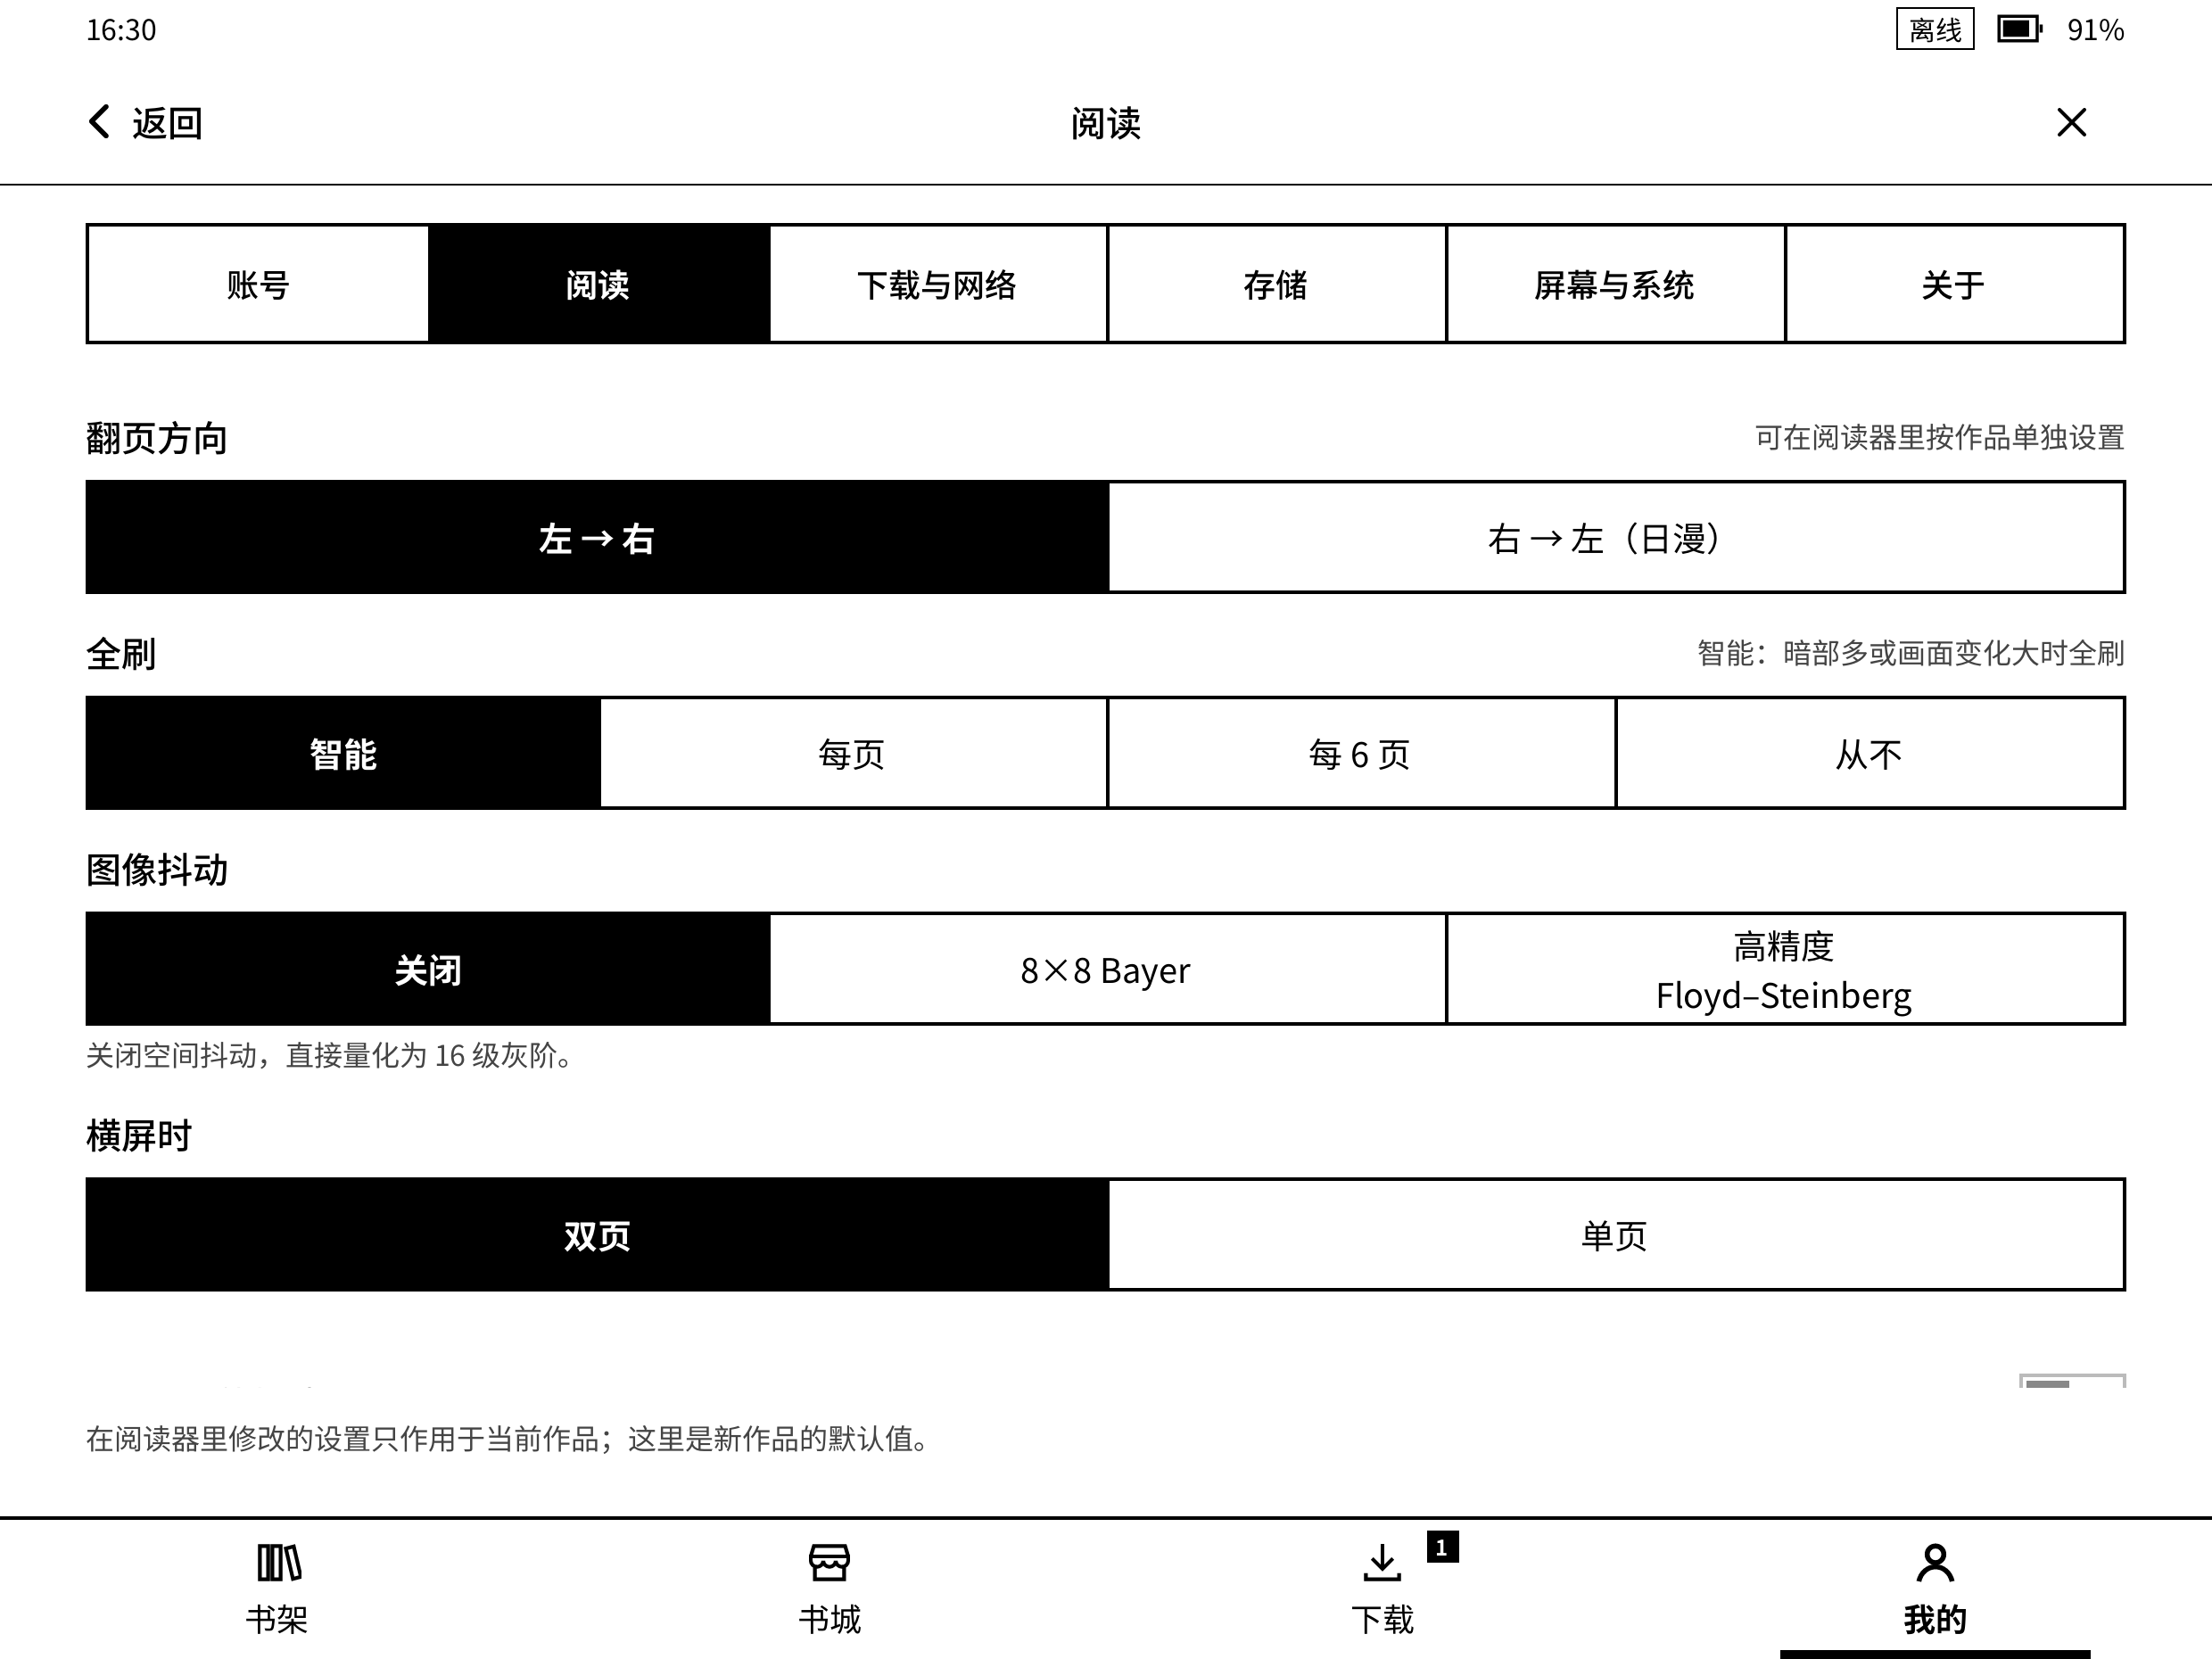 16:30
离线
91%
返回
阅读
账号
阅读
下载与网络
存储
屏幕与系统
关于
翻页方向
可在阅读器里按作品单独设置
左 → 右
右 → 左（日漫）
全刷
智能：暗部多或画面变化大时全刷
智能
每页
每 6 页
从不
图像抖动
关闭
8×8 Bayer
高精度
Floyd–Steinberg
关闭空间抖动，直接量化为 16 级灰阶。
横屏时
双页
单页
在阅读器里修改的设置只作用于当前作品；这里是新作品的默认值。
书架
书城
1
下载
我的